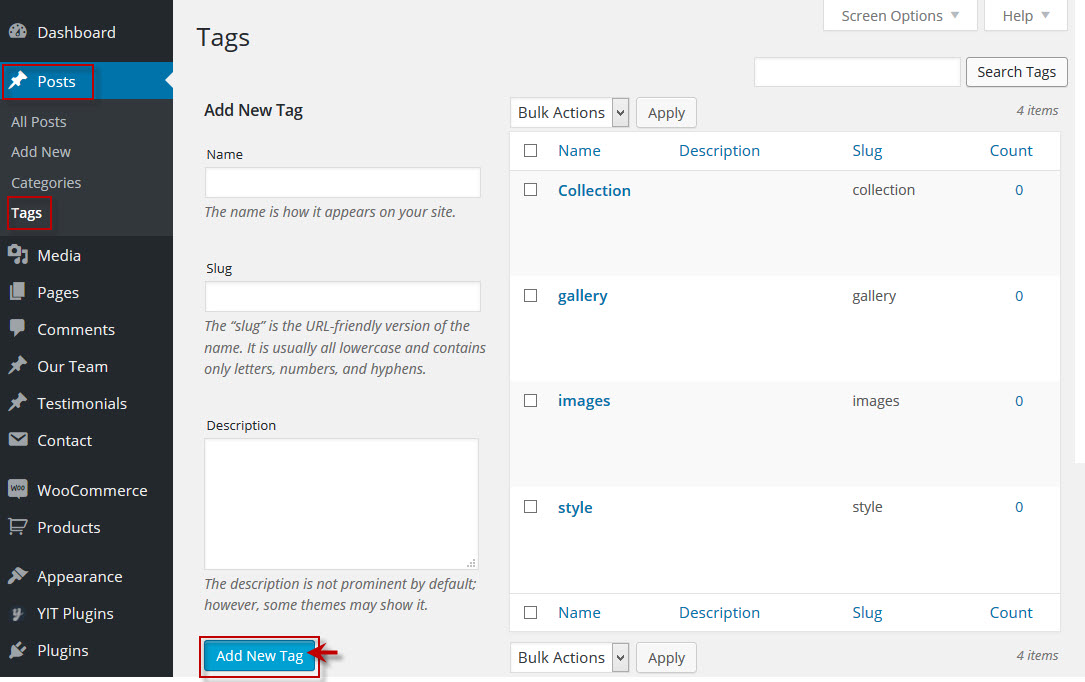 Dashboard
Posts
All Posts
Add New
Categories
Tags
Media
Pages
Comments
Our Team
Testimonials
Contact
WOO WooCommerce
Products
Appearance
YIT Plugins
Plugins
Screen Options Help
Tags
Search Tags
Add New Tag
Name
The name is how it appears on your site.
Slug
The “slug” is the URL-friendly version of the
name. It is usually all lowercase and contains
only letters, numbers, and hyphens.
Description
The description is not prominent by default;
however, some themes may show it.
Add New Tag
Bulk Actions Apply 4 items
Name Description Slug Count
Collection collection 0
gallery gallery 0
images images 0
style style 0
Name Description Slug Count
Bulk Actions Apply 4 items